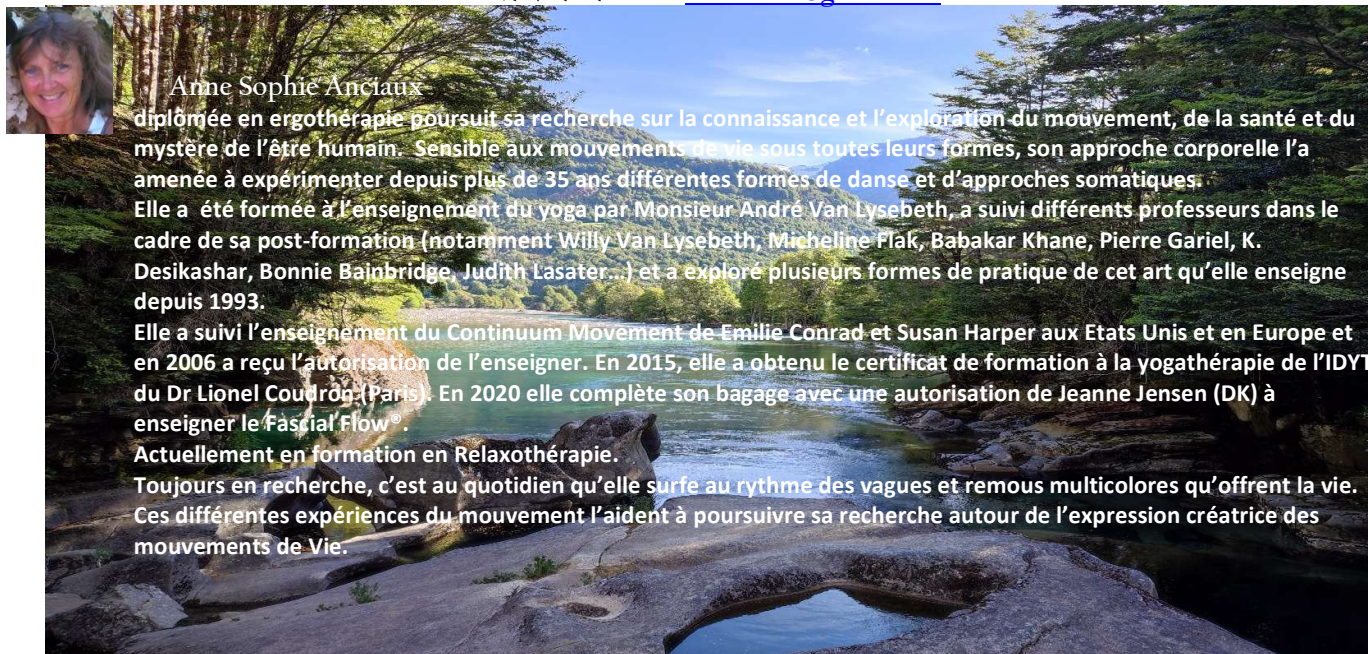 Anne Sophie Anciaux
diplômée en ergothérapie poursuit sa recherche sur la connaissance et l’exploration du mouvement, de la santé et du
mystère de l’être humain.  Sensible aux mouvements de vie sous toutes leurs formes, son approche corporelle l’a
amenée à expérimenter depuis plus de 35 ans différentes formes de danse et d’approches somatiques.
Elle a  été formée à l’enseignement du yoga par Monsieur André Van Lysebeth, a suivi différents professeurs dans le
cadre de sa post-formation (notamment Willy Van Lysebeth, Micheline Flak, Babakar Khane, Pierre Gariel, K.
Desikashar, Bonnie Bainbridge, Judith Lasater...) et a exploré plusieurs formes de pratique de cet art qu’elle enseigne
depuis 1993.
Elle a suivi l’enseignement du Continuum Movement de Emilie Conrad et Susan Harper aux Etats Unis et en Europe et
en 2006 a reçu l’autorisation de l’enseigner. En 2015, elle a obtenu le certificat de formation à la yogathérapie de l’IDYT
du Dr Lionel Coudron (Paris). En 2020 elle complète son bagage avec une autorisation de Jeanne Jensen (DK) à
enseigner le Fascial Flow®.
Actuellement en formation en Relaxothérapie.
Toujours en recherche, c’est au quotidien qu’elle surfe au rythme des vagues et remous multicolores qu’offrent la vie.
Ces différentes expériences du mouvement l’aident à poursuivre sa recherche autour de l’expression créatrice des
mouvements de Vie.